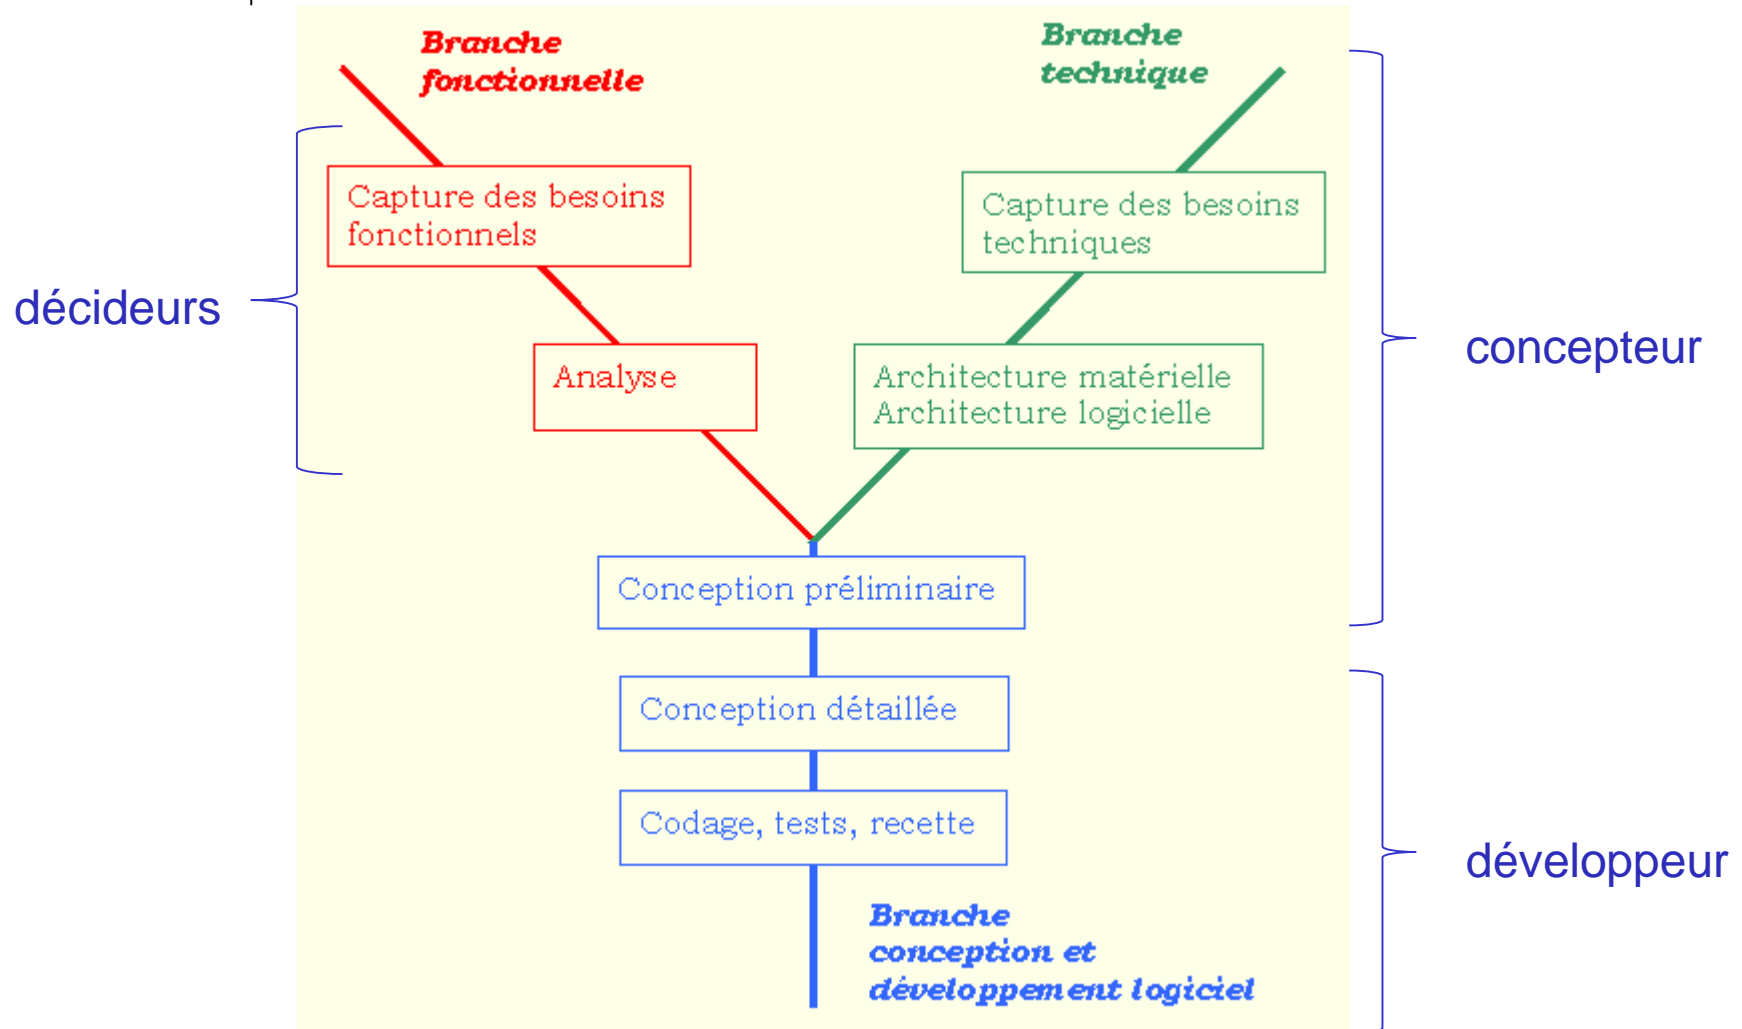 Branche
fonctionnelle
Branche
technique
Capture des besoins
fonctionnels
Capture des besoins
techniques
décideurs
concepteur
Analyse
Architecture matérielle
Architecture logicielle
Conception préliminaire
Conception détaillée
Codage, tests, recette
développeur
Branche
conception et
développement logiciel